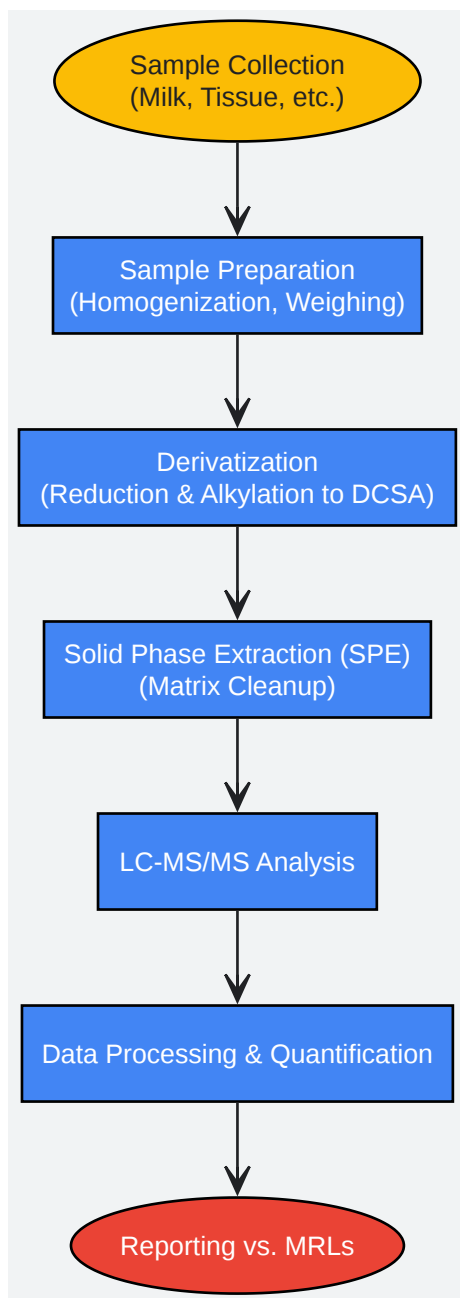 Sample Collection
(Milk, Tissue, etc.)
Sample Preparation
(Homogenization, Weighing)
Derivatization
(Reduction & Alkylation to DCSA)
Solid Phase Extraction (SPE)
(Matrix Cleanup)
LC-MS/MS Analysis
Data Processing & Quantification
Reporting vs. MRLs